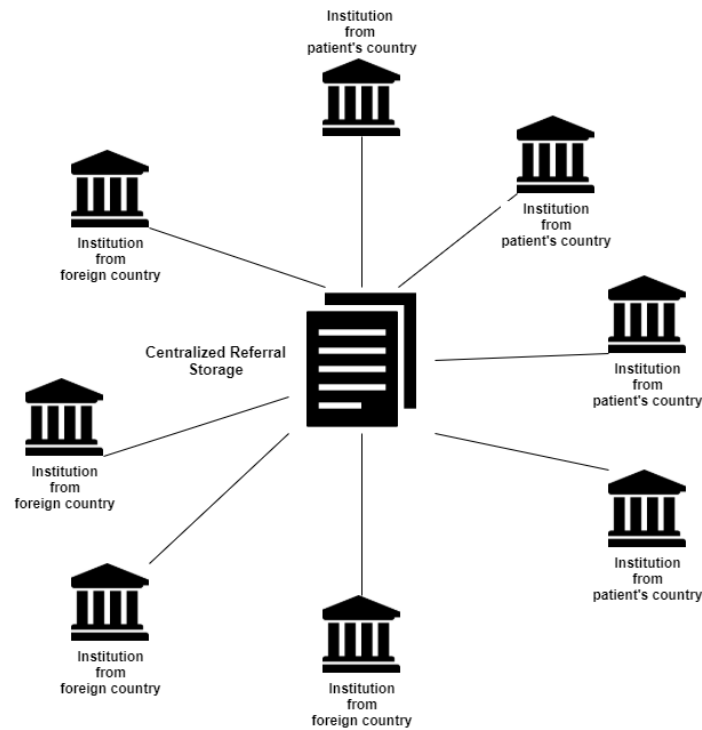 Institution
from
patient's country
Institution
from
patient's country
Institution
from
foreign country
Institution
from
patient's country
Centralized Referral
Storage
Institution
from
foreign country
Institution
from
patient's country
Institution
from
foreign country
Institution
from
foreign country